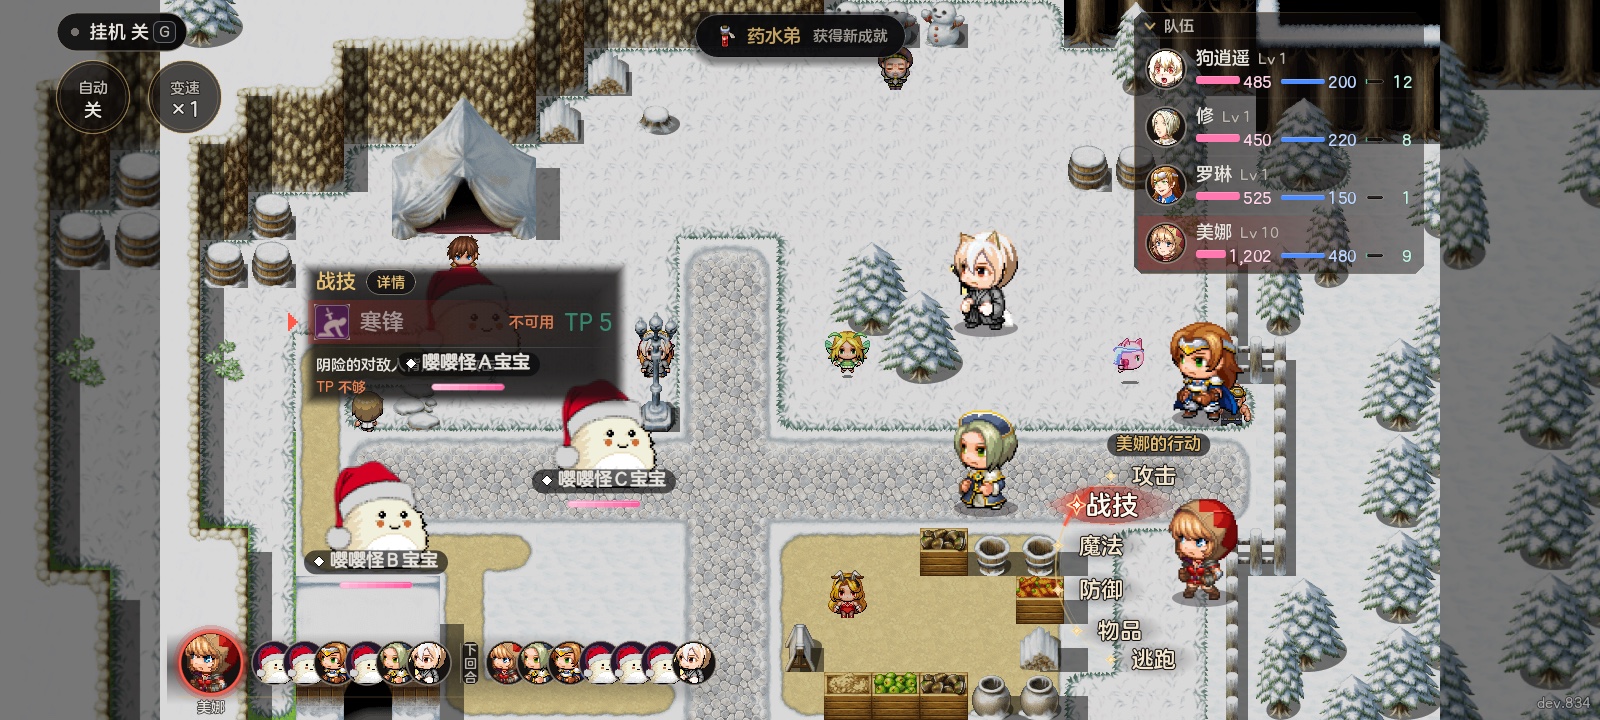 挂机 关 G
自动
关
变速
×1
药水弟 获得新成就
队伍
狗逍遥 Lv 1
485 200 12
修 Lv 1
450 220 8
罗琳 Lv 1
525 150 1
美娜 Lv 10
1,202 480 9
战技 详情
寒锋 不可用 TP 5
阴险的对敌人
TP 不够
嘤嘤怪A宝宝
嘤嘤怪C宝宝
嘤嘤怪B宝宝
美娜的行动
攻击
战技
魔法
防御
物品
逃跑
美娜
下回合
dev.834